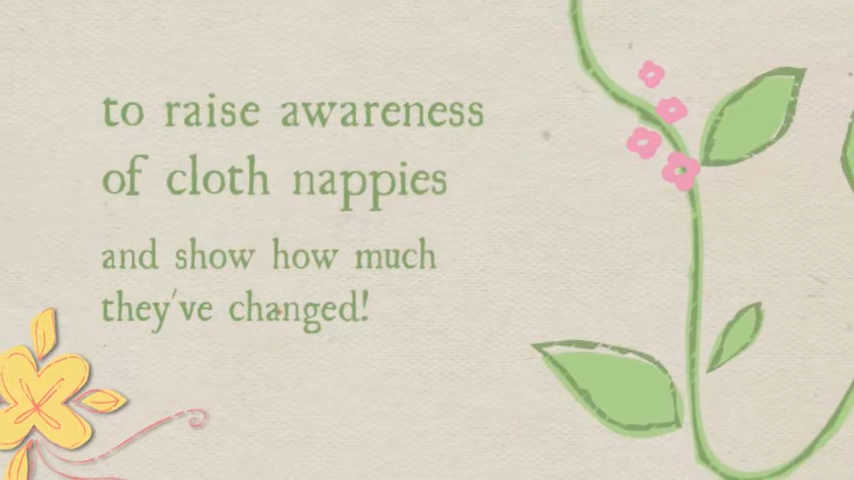 to raise awareness
of cloth nappies
and show how much
they've changed!